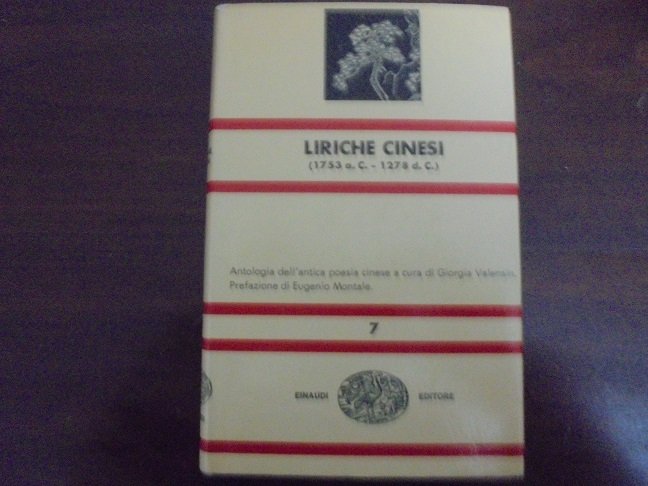 LIRICHE CINESI
(1753 a. C. - 1278 d. C.)
Antologia dell'antica poesia cinese a cura di Giorgia Valensin.
Prefazione di Eugenio Montale.
7
EINAUDI EDITORE